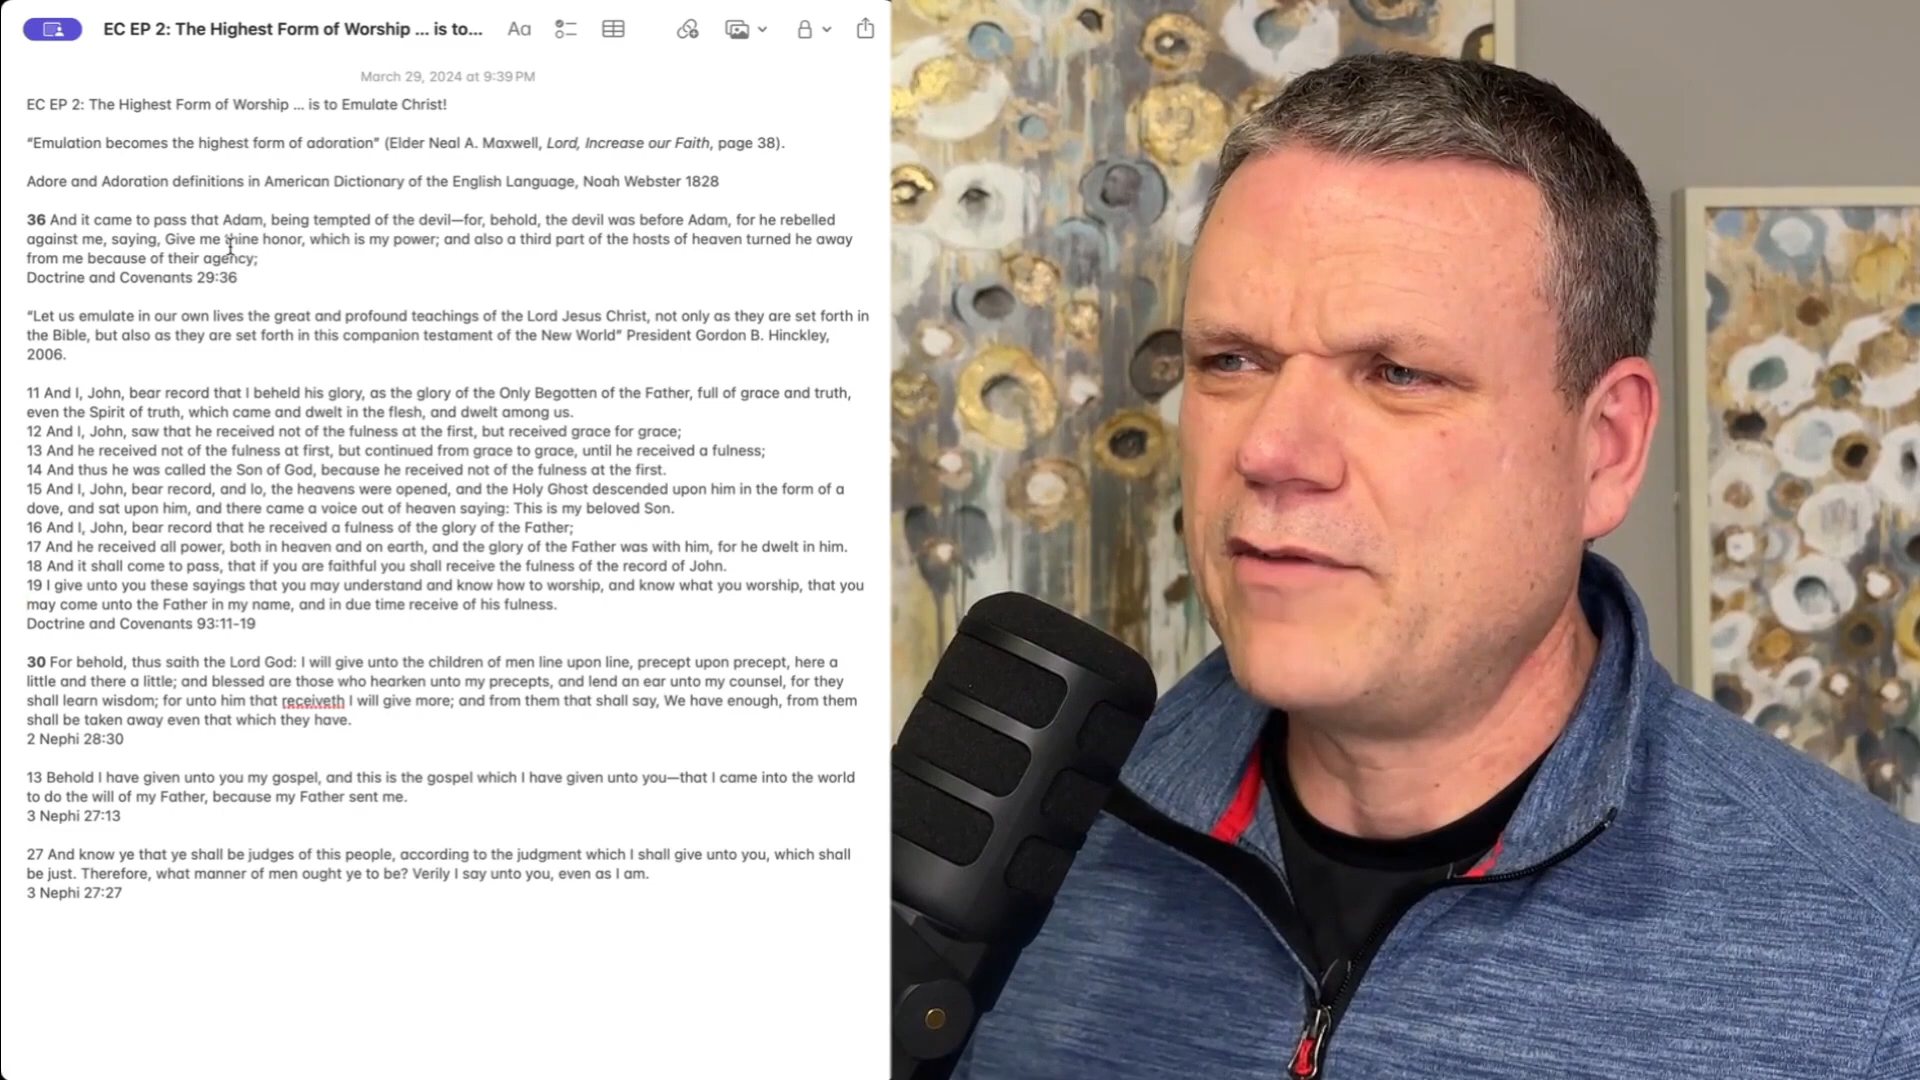 EC EP 2: The Highest Form of Worship ... is to...
Aa
March 29, 2024 at 9:39 PM
EC EP 2: The Highest Form of Worship ... is to Emulate Christ!
“Emulation becomes the highest form of adoration” (Elder Neal A. Maxwell, Lord, Increase our Faith, page 38).
Adore and Adoration definitions in American Dictionary of the English Language, Noah Webster 1828
36 And it came to pass that Adam, being tempted of the devil—for, behold, the devil was before Adam, for he rebelled
against me, saying, Give me thine honor, which is my power; and also a third part of the hosts of heaven turned he away
from me because of their agency;
Doctrine and Covenants 29:36
“Let us emulate in our own lives the great and profound teachings of the Lord Jesus Christ, not only as they are set forth in
the Bible, but also as they are set forth in this companion testament of the New World” President Gordon B. Hinckley,
2006.
11 And I, John, bear record that I beheld his glory, as the glory of the Only Begotten of the Father, full of grace and truth,
even the Spirit of truth, which came and dwelt in the flesh, and dwelt among us.
12 And I, John, saw that he received not of the fulness at the first, but received grace for grace;
13 And he received not of the fulness at first, but continued from grace to grace, until he received a fulness;
14 And thus he was called the Son of God, because he received not of the fulness at the first.
15 And I, John, bear record, and lo, the heavens were opened, and the Holy Ghost descended upon him in the form of a
dove, and sat upon him, and there came a voice out of heaven saying: This is my beloved Son.
16 And I, John, bear record that he received a fulness of the glory of the Father;
17 And he received all power, both in heaven and on earth, and the glory of the Father was with him, for he dwelt in him.
18 And it shall come to pass, that if you are faithful you shall receive the fulness of the record of John.
19 I give unto you these sayings that you may understand and know how to worship, and know what you worship, that you
may come unto the Father in my name, and in due time receive of his fulness.
Doctrine and Covenants 93:11-19
30 For behold, thus saith the Lord God: I will give unto the children of men line upon line, precept upon precept, here a
little and there a little; and blessed are those who hearken unto my precepts, and lend an ear unto my counsel, for they
shall learn wisdom; for unto him that receiveth I will give more; and from them that shall say, We have enough, from them
shall be taken away even that which they have.
2 Nephi 28:30
13 Behold I have given unto you my gospel, and this is the gospel which I have given unto you—that I came into the world
to do the will of my Father, because my Father sent me.
3 Nephi 27:13
27 And know ye that ye shall be judges of this people, according to the judgment which I shall give unto you, which shall
be just. Therefore, what manner of men ought ye to be? Verily I say unto you, even as I am.
3 Nephi 27:27